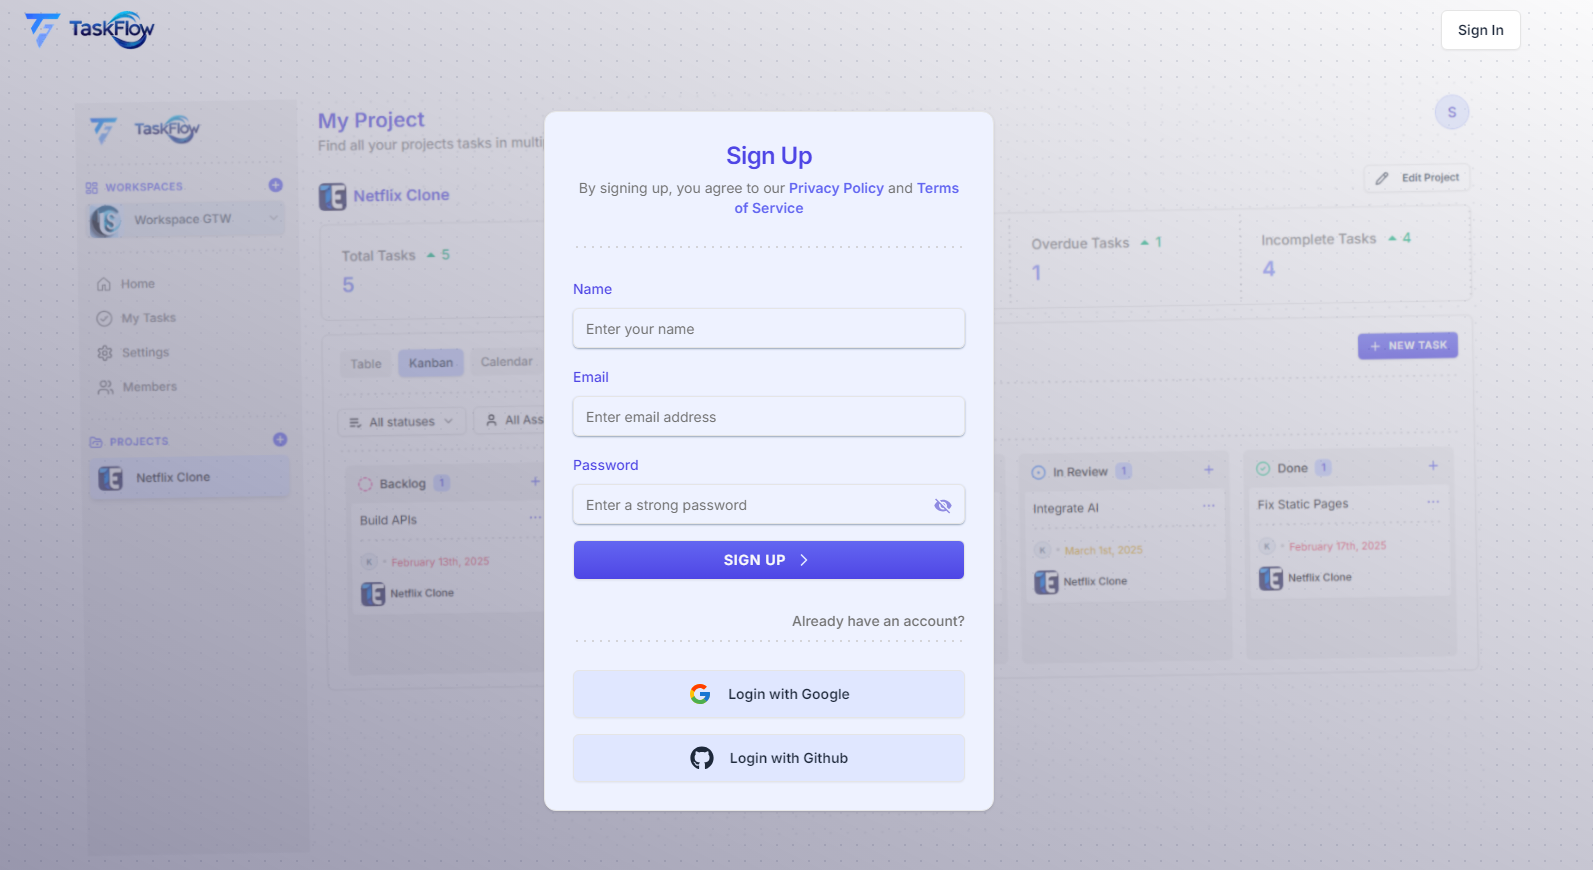 TaskFlow
Sign In
TaskFlow
WORKSPACES
Workspace GTW
Home
My Tasks
Settings
Members
PROJECTS
Netflix Clone
My Project
Find all your projects tasks in
S
Netflix Clone
Edit Project
Total Tasks 5
5
Overdue Tasks 1
1
Incomplete Tasks 4
4
Table Kanban Calendar
NEW TASK
All statuses All
Backlog 1
Build APIs
K February 13th, 2025
Netflix Clone
In Review 1
Integrate AI
K March 1st, 2025
Netflix Clone
Done 1
Fix Static Pages
K February 17th, 2025
Netflix Clone
Sign Up
By signing up, you agree to our Privacy Policy and Terms
of Service
Name
Enter your name
Email
Enter email address
Password
Enter a strong password
SIGN UP
Already have an account?
Login with Google
Login with Github